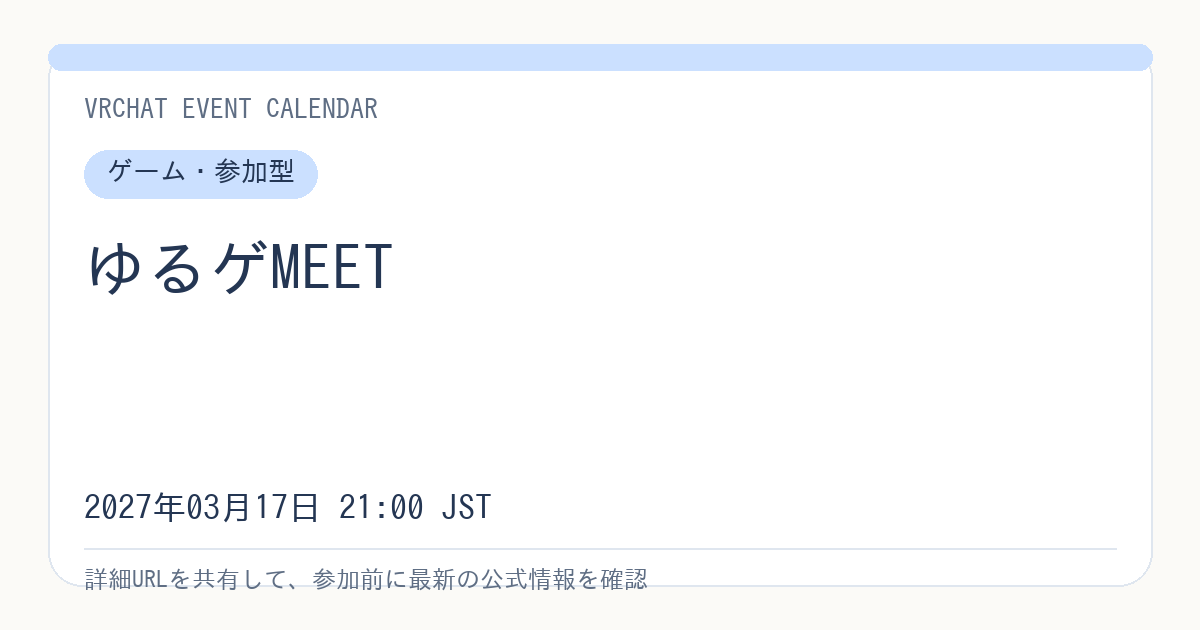 VRCHAT EVENT CALENDAR
ゲーム・参加型
ゆるゲMEET
2027年03月17日 21:00 JST
詳細URLを共有して、参加前に最新の公式情報を確認